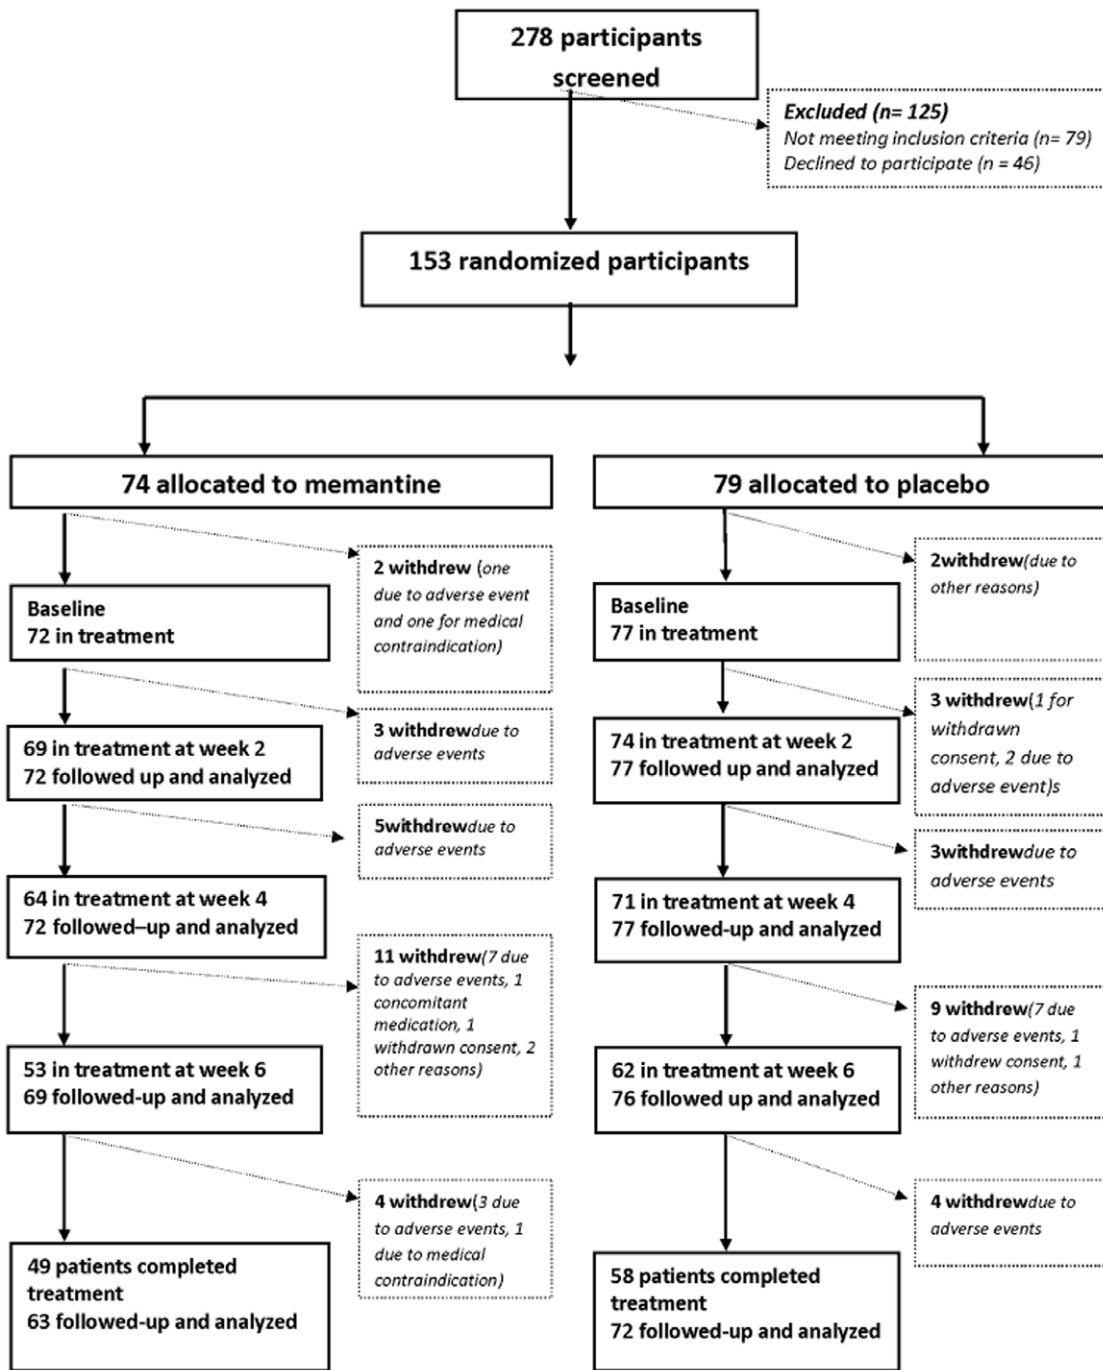 278 participants
screened
Excluded (n= 125)
Not meeting inclusion criteria (n= 79)
Declined to participate (n = 46)
153 randomized participants
74 allocated to memantine
2 withdrew (one
due to adverse event
and one for medical
contraindication)
Baseline
72 in treatment
3 withdrewdue to
adverse events
69 in treatment at week 2
72 followed up and analyzed
5withdrewdue to
adverse events
64 in treatment at week 4
72 followed–up and analyzed
11 withdrew(7 due
to adverse events, 1
concomitant
medication, 1
withdrawn consent, 2
other reasons)
53 in treatment at week 6
69 followed-up and analyzed
4 withdrew(3 due
to adverse events, 1
due to medical
contraindication)
49 patients completed
treatment
63 followed-up and analyzed
79 allocated to placebo
2withdrew(due to
other reasons)
Baseline
77 in treatment
3 withdrew(1 for
withdrawn
consent, 2 due to
adverse event)s
74 in treatment at week 2
77 followed up and analyzed
3withdrewdue to
adverse events
71 in treatment at week 4
77 followed-up and analyzed
9 withdrew(7 due
to adverse events, 1
withdrew consent, 1
other reasons)
62 in treatment at week 6
76 followed up and analyzed
4 withdrewdue to
adverse events
58 patients completed
treatment
72 followed-up and analyzed